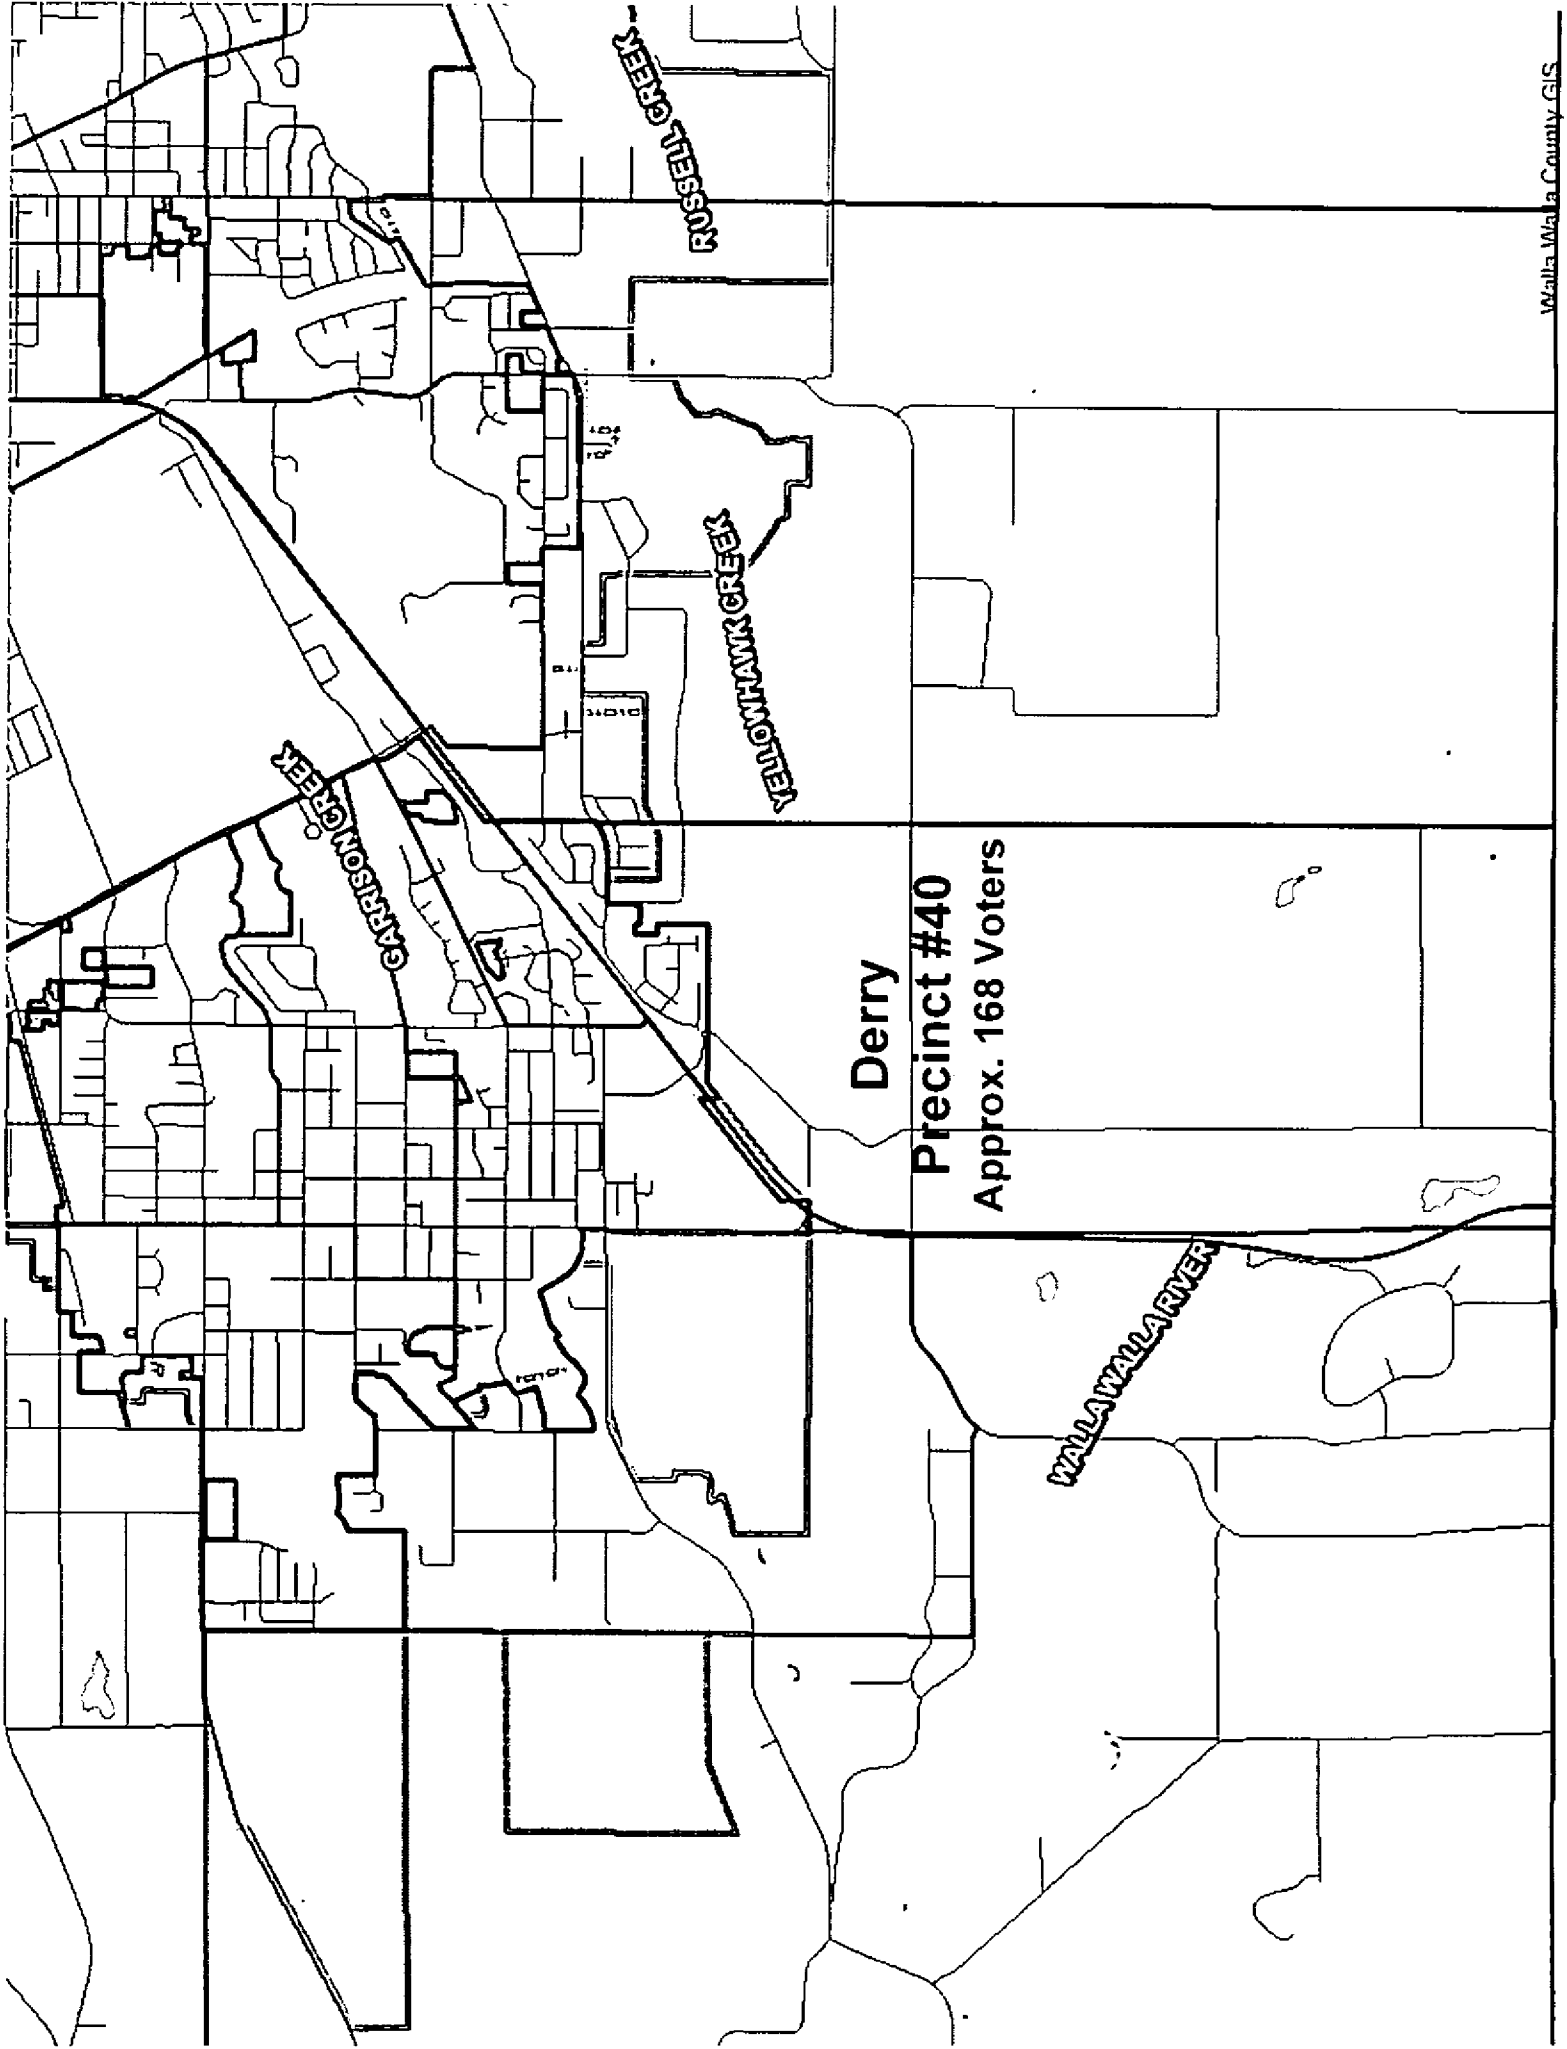 GARRISON CREEK
YELLOWHAWK CREEK
RUSSELL CREEK
Derry
Precinct #40
Approx. 168 Voters
WALLA WALLA RIVER
Walla Walla County GIS